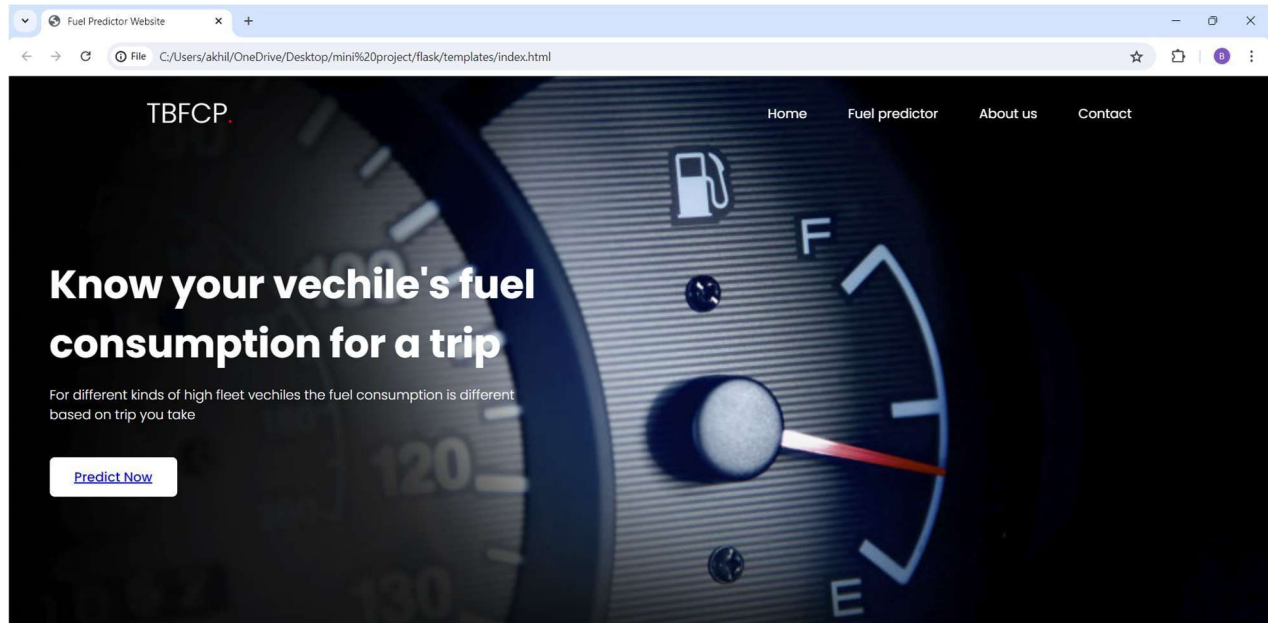 Fuel Predictor Website
File C:/Users/akhil/OneDrive/Desktop/mini%20project/flask/templates/index.html
B
TBFCP.
Home Fuel predictor About us Contact
F
Know your vechile's fuel
consumption for a trip
For different kinds of high fleet vechiles the fuel consumption is different
based on trip you take
Predict Now
120
130
E